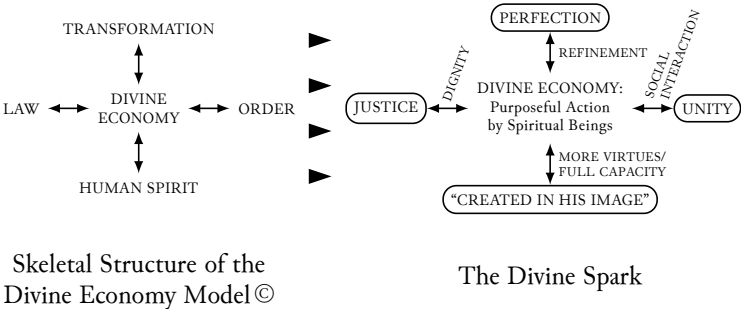 TRANSFORMATION
LAW
DIVINE
ECONOMY
ORDER
HUMAN SPIRIT
Skeletal Structure of the
Divine Economy Model ©
PERFECTION
REFINEMENT
JUSTICE
DIGNITY
DIVINE ECONOMY:
Purposeful Action
by Spiritual Beings
SOCIAL
INTERACTION
UNITY
MORE VIRTUES/
FULL CAPACITY
“CREATED IN HIS IMAGE”
The Divine Spark